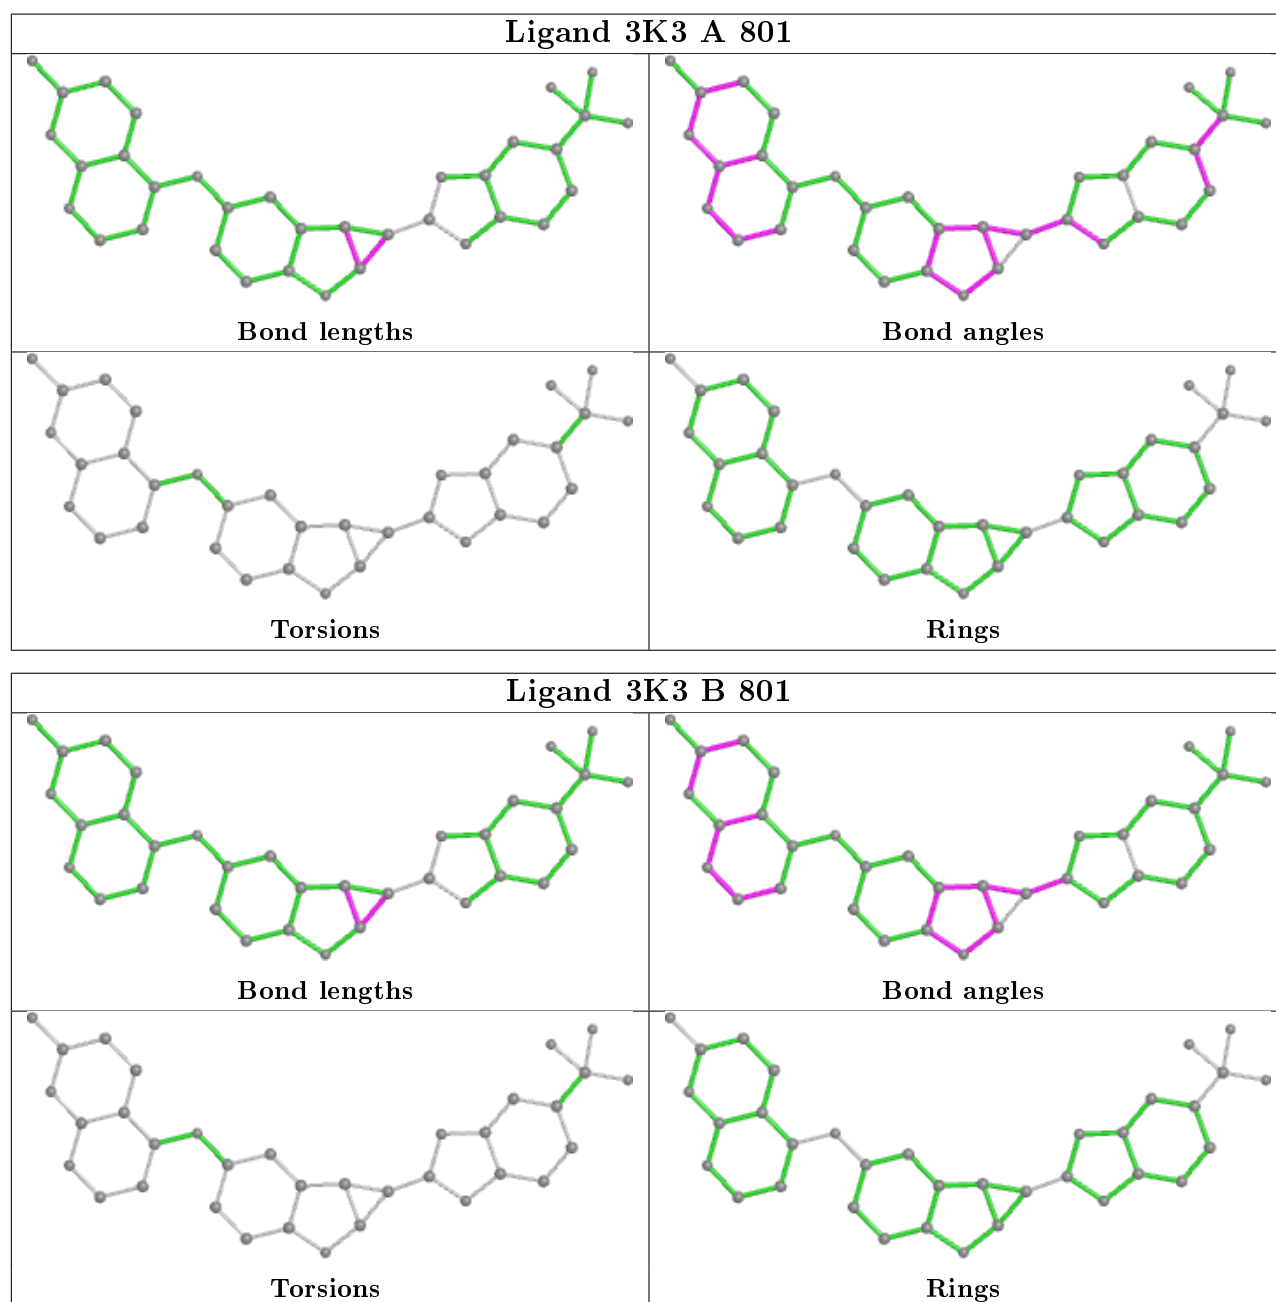 Ligand 3K3 A 801
Bond lengths
Bond angles
Torsions
Rings
Ligand 3K3 B 801
Bond lengths
Bond angles
Torsions
Rings